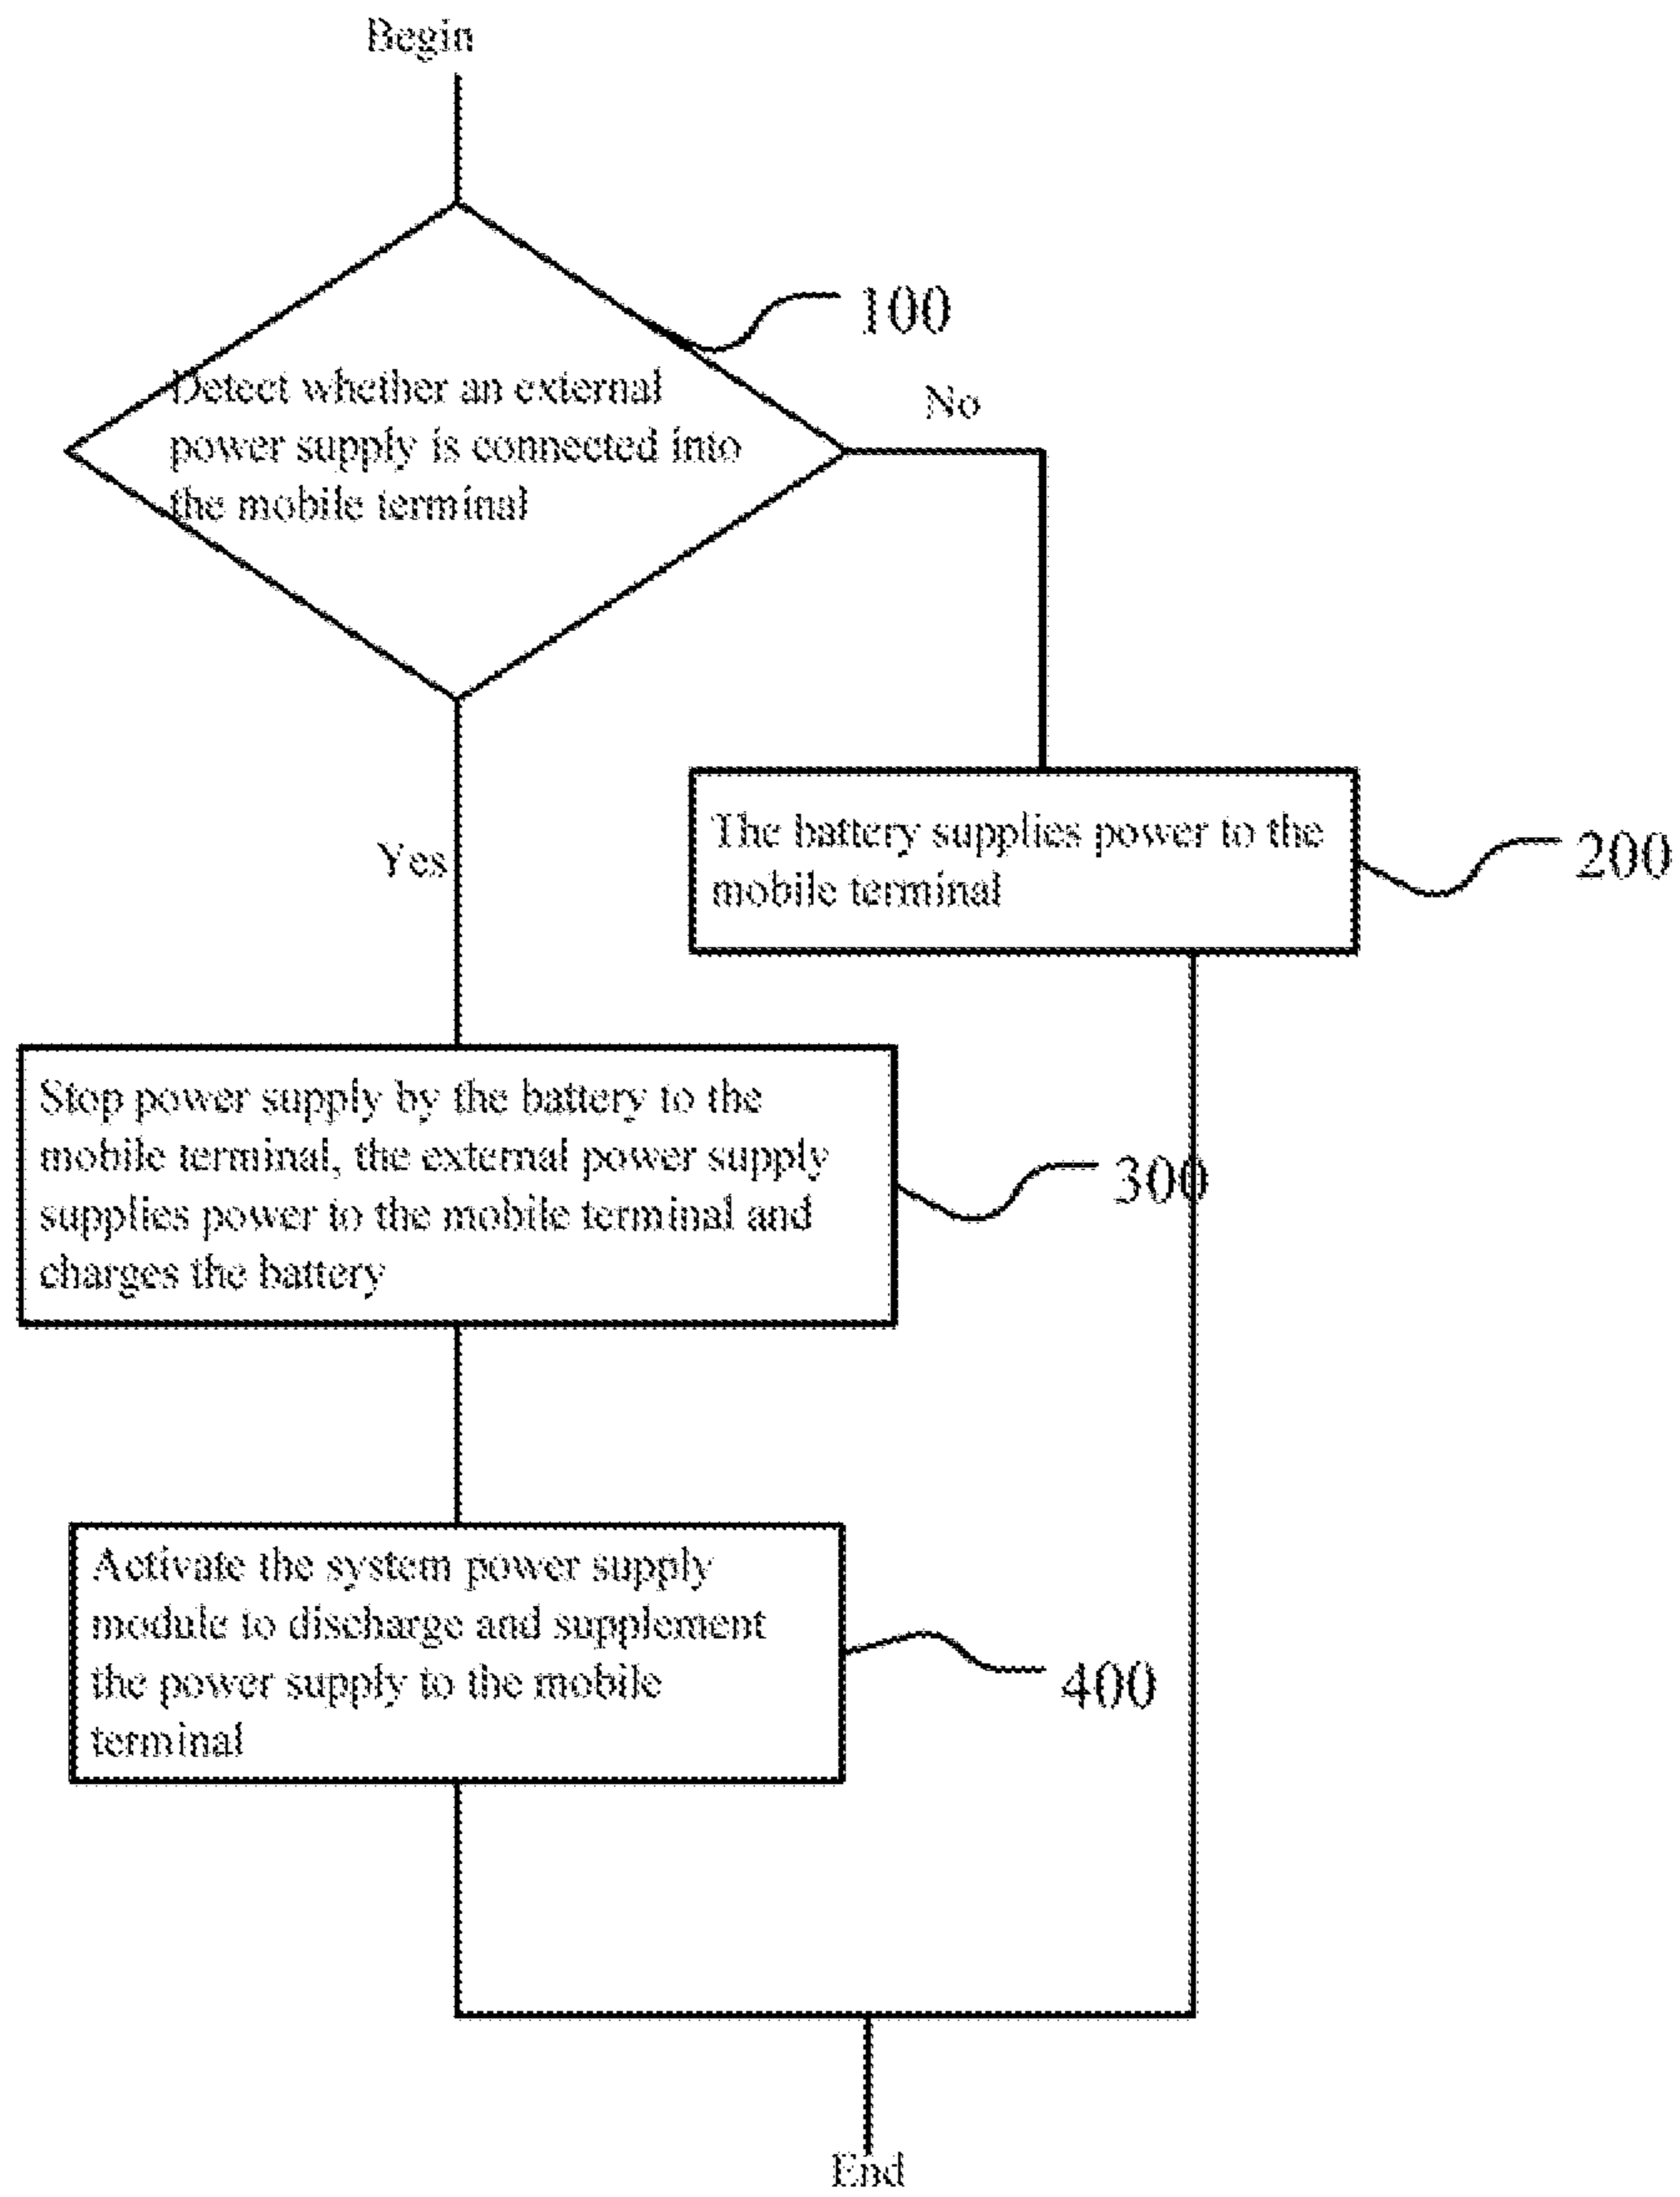 Begin
100
Detect whether an external
power supply is connected into
the mobile terminal
No
Yes
The battery supplies power to the
mobile terminal
200
Stop power supply by the battery to the
mobile terminal, the external power supply
supplies power to the mobile terminal and
charges the battery
300
Activate the system power supply
module to discharge and supplement
the power supply to the mobile
terminal
400
End